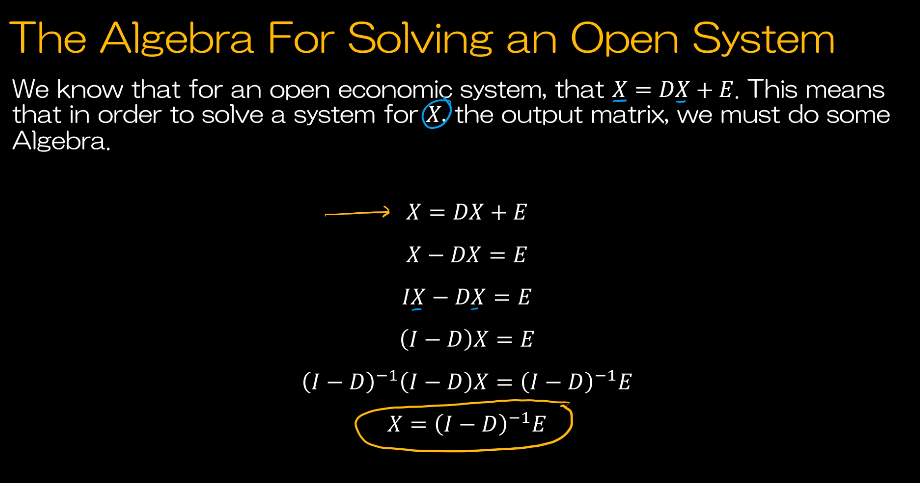 The Algebra For Solving an Open System
We know that for an open economic system, that X = DX + E. This means
that in order to solve a system for X, the output matrix, we must do some
Algebra.
X = DX + E
X − DX = E
IX − DX = E
(I − D)X = E
(I − D)⁻¹(I − D)X = (I − D)⁻¹E
X = (I − D)⁻¹E